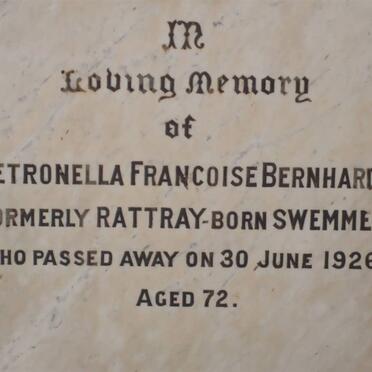 In
Loving Memory
of
ETRONELLA FRANCOISE BERNHARD
ORMERLY RATTRAY-BORN SWEMME
HO PASSED AWAY ON 30 JUNE 1926
AGED 72.